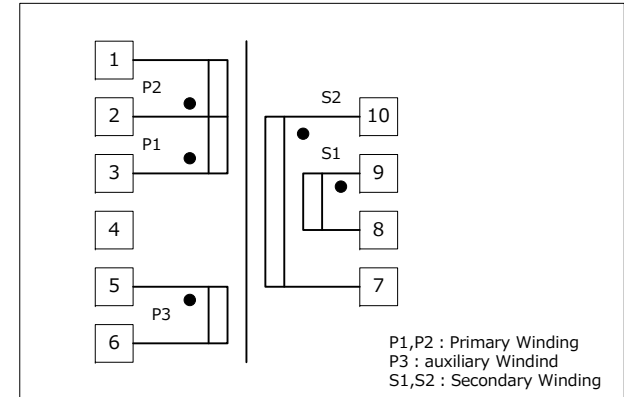 1
P2
2
P1
3
4
5
P3
6
S2
10
S1
9
8
7
P1,P2 : Primary Winding
P3 : auxiliary Windind
S1,S2 : Secondary Winding